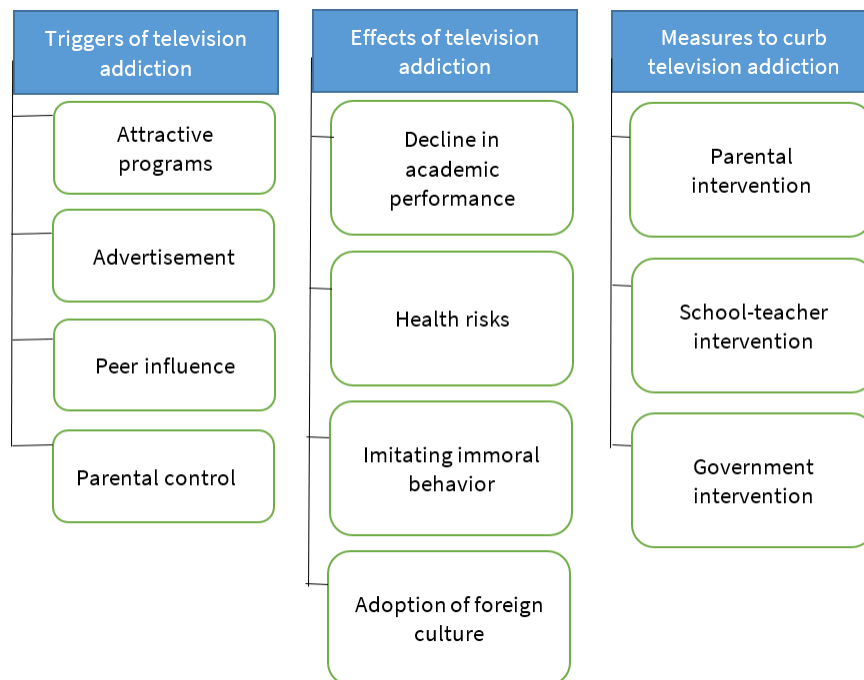 Triggers of television
addiction
Attractive
programs
Advertisement
Peer influence
Parental control
Effects of television
addiction
Decline in
academic
performance
Health risks
Imitating immoral
behavior
Adoption of foreign
culture
Measures to curb
television addiction
Parental
intervention
School-teacher
intervention
Government
intervention